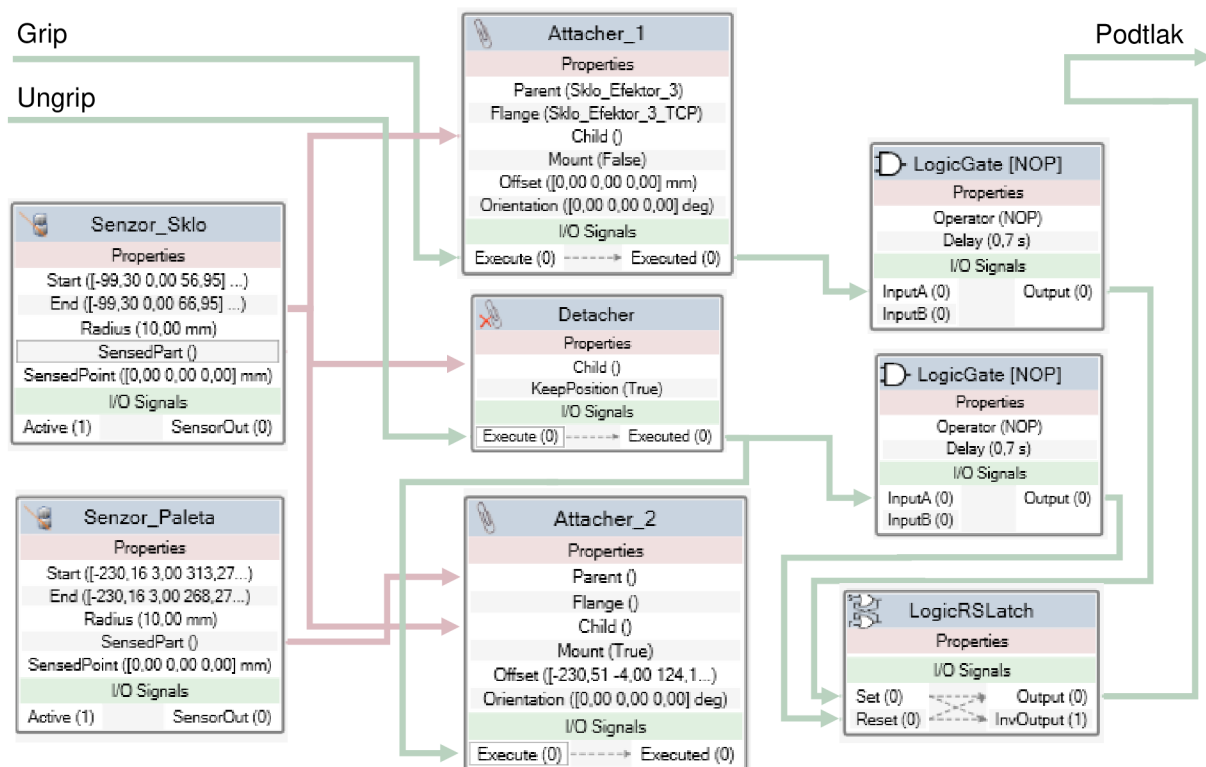 Grip
Ungrip
Podtlak
Attacher_1
Properties
Parent (Sklo_Efektor_3)
Flange (Sklo_Efektor_3_TCP)
Child ()
Mount (False)
Offset ([0,00 0,00 0,00] mm)
Orientation ([0,00 0,00 0,00] deg)
I/O Signals
Execute (0) Executed (0)
Senzor_Sklo
Properties
Start ([-99,30 0,00 56,95] ...)
End ([-99,30 0,00 66,95] ...)
Radius (10,00 mm)
SensedPart ()
SensedPoint ([0,00 0,00 0,00] mm)
I/O Signals
Active (1) SensorOut (0)
Detacher
Properties
Child ()
KeepPosition (True)
I/O Signals
Execute (0) Executed (0)
Senzor_Paleta
Properties
Start ([-230,16 3,00 313,27...)
End ([-230,16 3,00 268,27...)
Radius (10,00 mm)
SensedPart ()
SensedPoint ([0,00 0,00 0,00] mm)
I/O Signals
Active (1) SensorOut (0)
Attacher_2
Properties
Parent ()
Flange ()
Child ()
Mount (True)
Offset ([-230,51 -4,00 124,1...)
Orientation ([0,00 0,00 0,00] deg)
I/O Signals
Execute (0) Executed (0)
LogicGate [NOP]
Properties
Operator (NOP)
Delay (0,7 s)
I/O Signals
InputA (0) Output (0)
InputB (0)
LogicGate [NOP]
Properties
Operator (NOP)
Delay (0,7 s)
I/O Signals
InputA (0) Output (0)
InputB (0)
LogicRSLatch
Properties
I/O Signals
Set (0) Output (0)
Reset (0) InvOutput (1)